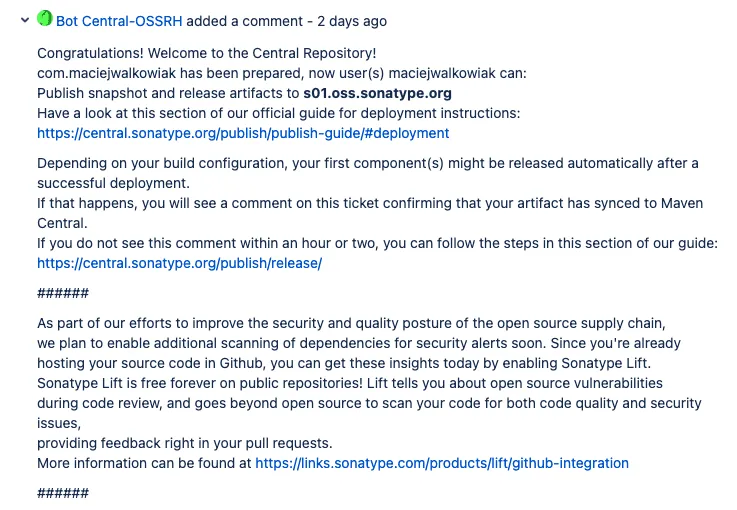 Bot Central-OSSRH added a comment - 2 days ago
Congratulations! Welcome to the Central Repository!
com.maciejwalkowiak has been prepared, now user(s) maciejwalkowiak can:
Publish snapshot and release artifacts to s01.oss.sonatype.org
Have a look at this section of our official guide for deployment instructions:
https://central.sonatype.org/publish/publish-guide/#deployment
Depending on your build configuration, your first component(s) might be released automatically after a
successful deployment.
If that happens, you will see a comment on this ticket confirming that your artifact has synced to Maven
Central.
If you do not see this comment within an hour or two, you can follow the steps in this section of our guide:
https://central.sonatype.org/publish/release/
######
As part of our efforts to improve the security and quality posture of the open source supply chain,
we plan to enable additional scanning of dependencies for security alerts soon. Since you're already
hosting your source code in Github, you can get these insights today by enabling Sonatype Lift.
Sonatype Lift is free forever on public repositories! Lift tells you about open source vulnerabilities
during code review, and goes beyond open source to scan your code for both code quality and security
issues,
providing feedback right in your pull requests.
More information can be found at https://links.sonatype.com/products/lift/github-integration
######